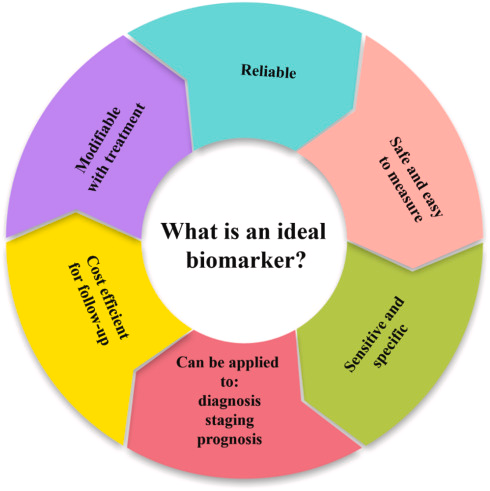 Reliable
Safe and easy
to measure
Sensitive and
specific
Can be applied
to:
diagnosis
staging
prognosis
Cost efficient
for follow-up
Modifiable
with treatment
What is an ideal
biomarker?